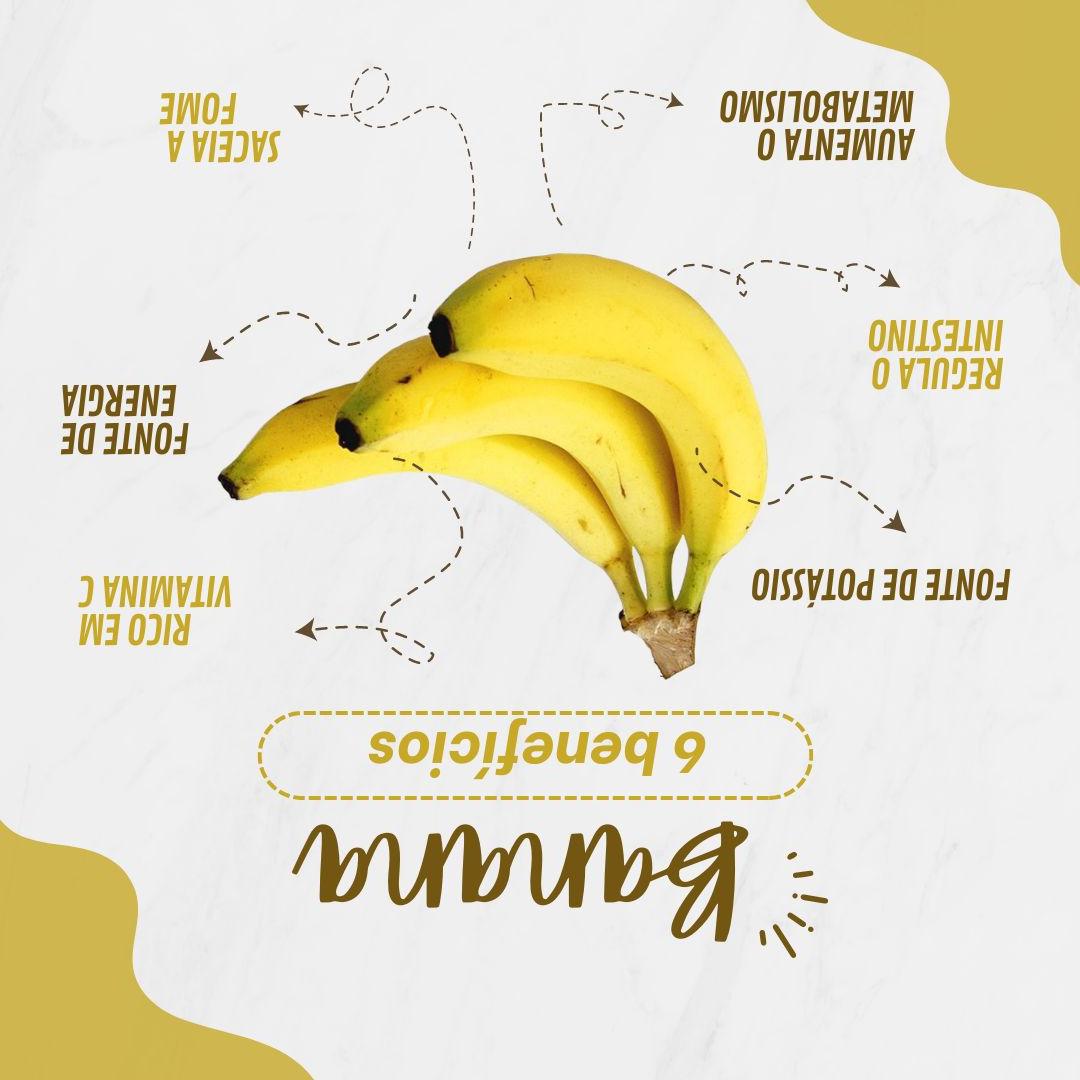 Banana
6 benefícios
FONTE DE POTÁSSIO
RICO EM
VITAMINA C
REGULA O
INTESTINO
FONTE DE
ENERGIA
AUMENTA O
METABOLISMO
SACEIA A
FOME